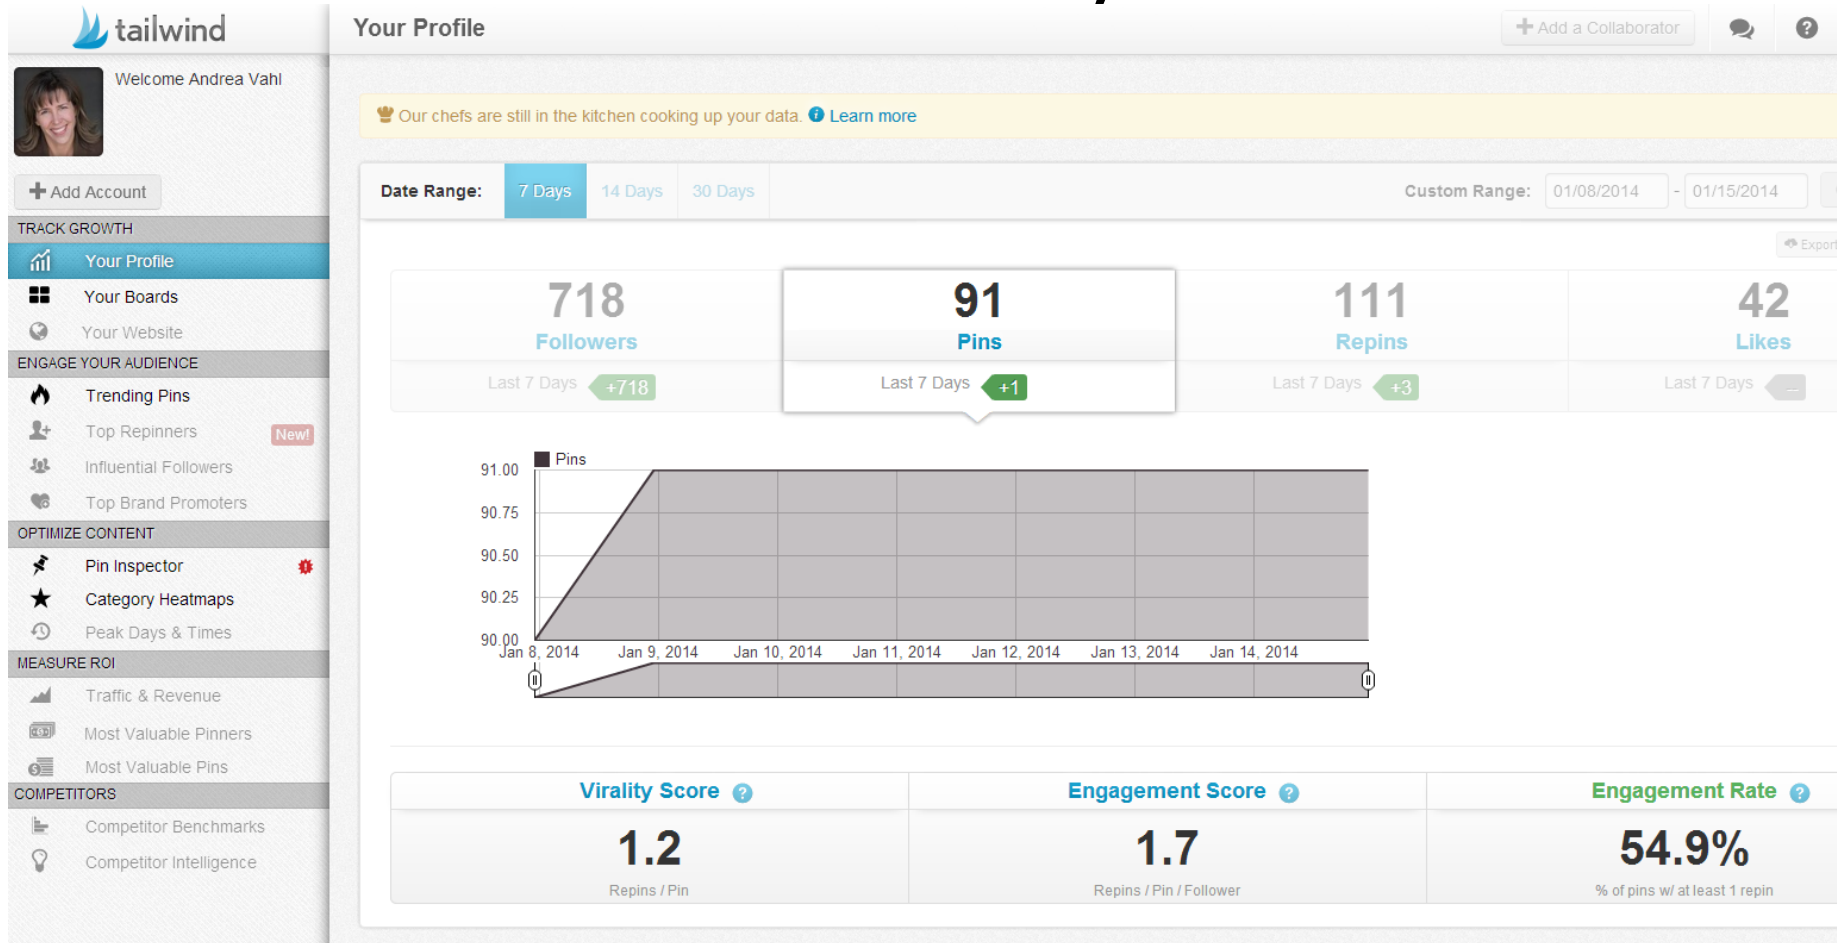 tailwind
Your Profile
Add a Collaborator
Welcome Andrea Vahl
Add Account
TRACK GROWTH
Your Profile
Your Boards
Your Website
ENGAGE YOUR AUDIENCE
Trending Pins
Top Repinners New!
Influential Followers
Top Brand Promoters
OPTIMIZE CONTENT
Pin Inspector
Category Heatmaps
Peak Days & Times
MEASURE ROI
Traffic & Revenue
Most Valuable Pinners
Most Valuable Pins
COMPETITORS
Competitor Benchmarks
Competitor Intelligence
Our chefs are still in the kitchen cooking up your data. Learn more
Date Range: 7 Days 14 Days 30 Days Custom Range: 01/08/2014 - 01/15/2014
Export
718 91 111 42
Followers Pins Repins Likes
Last 7 Days +718 Last 7 Days +1 Last 7 Days +3 Last 7 Days –
Pins
91.00
90.75
90.50
90.25
90.00
Jan 8, 2014 Jan 9, 2014 Jan 10, 2014 Jan 11, 2014 Jan 12, 2014 Jan 13, 2014 Jan 14, 2014
Virality Score ? Engagement Score ? Engagement Rate ?
1.2 1.7 54.9%
Repins / Pin Repins / Pin / Follower % of pins w/ at least 1 repin